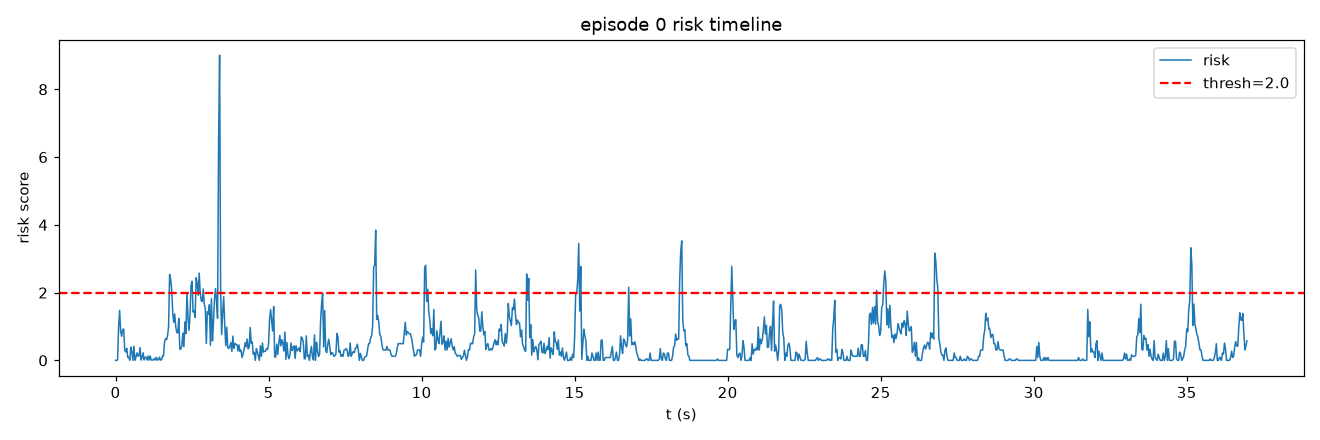 episode 0 risk timeline
risk
thresh=2.0
risk score
8
6
4
2
0
0 5 10 15 20 25 30 35
t (s)